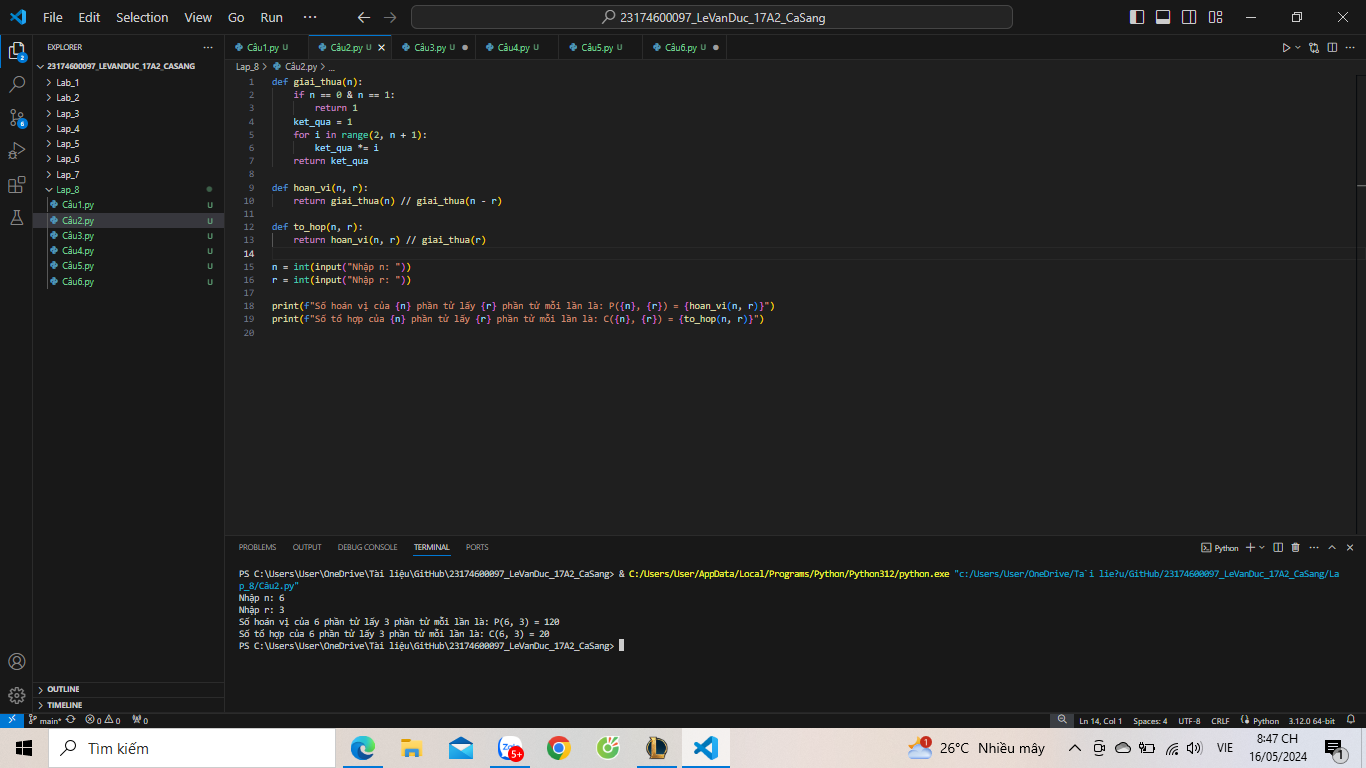 File Edit Selection View Go Run ··· 23174600097_LeVanDuc_17A2_CaSang
EXPLORER ···
23174600097_LEVANDUC_17A2_CASANG
Lab_1
Lab_2
Lap_3
Lap_4
Lap_5
Lap_6
Lap_7
Lap_8
Câu1.py U
Câu2.py U
Câu3.py U
Câu4.py U
Câu5.py U
Câu6.py U
OUTLINE
TIMELINE
2
6
Câu1.py U Câu2.py U Câu3.py U Câu4.py U Câu5.py U Câu6.py U
Lap_8 > Câu2.py > ...
1 def giai_thua(n):
2 if n == 0 & n == 1:
3 return 1
4 ket_qua = 1
5 for i in range(2, n + 1):
6 ket_qua *= i
7 return ket_qua
8
9 def hoan_vi(n, r):
10 return giai_thua(n) // giai_thua(n - r)
11
12 def to_hop(n, r):
13 return hoan_vi(n, r) // giai_thua(r)
14
15 n = int(input("Nhập n: "))
16 r = int(input("Nhập r: "))
17
18 print(f"Số hoán vị của {n} phần tử lấy {r} phần tử mỗi lần là: P({n}, {r}) = {hoan_vi(n, r)}")
19 print(f"Số tổ hợp của {n} phần tử lấy {r} phần tử mỗi lần là: C({n}, {r}) = {to_hop(n, r)}")
20
PROBLEMS OUTPUT DEBUG CONSOLE TERMINAL PORTS Python
PS C:\Users\User\OneDrive\Tài liệu\GitHub\23174600097_LeVanDuc_17A2_CaSang> & C:/Users/User/AppData/Local/Programs/Python/Python312/python.exe "c:/Users/User/OneDrive/Ta`i lie?u/GitHub/23174600097_LeVanDuc_17A2_CaSang/La
p_8/Câu2.py"
Nhập n: 6
Nhập r: 3
Số hoán vị của 6 phần tử lấy 3 phần tử mỗi lần là: P(6, 3) = 120
Số tổ hợp của 6 phần tử lấy 3 phần tử mỗi lần là: C(6, 3) = 20
PS C:\Users\User\OneDrive\Tài liệu\GitHub\23174600097_LeVanDuc_17A2_CaSang>
main* 0 0 0 Ln 14, Col 1 Spaces: 4 UTF-8 CRLF Python 3.12.0 64-bit
Tìm kiếm 5+ 1 26°C Nhiều mây VIE 8:47 CH
16/05/2024 1